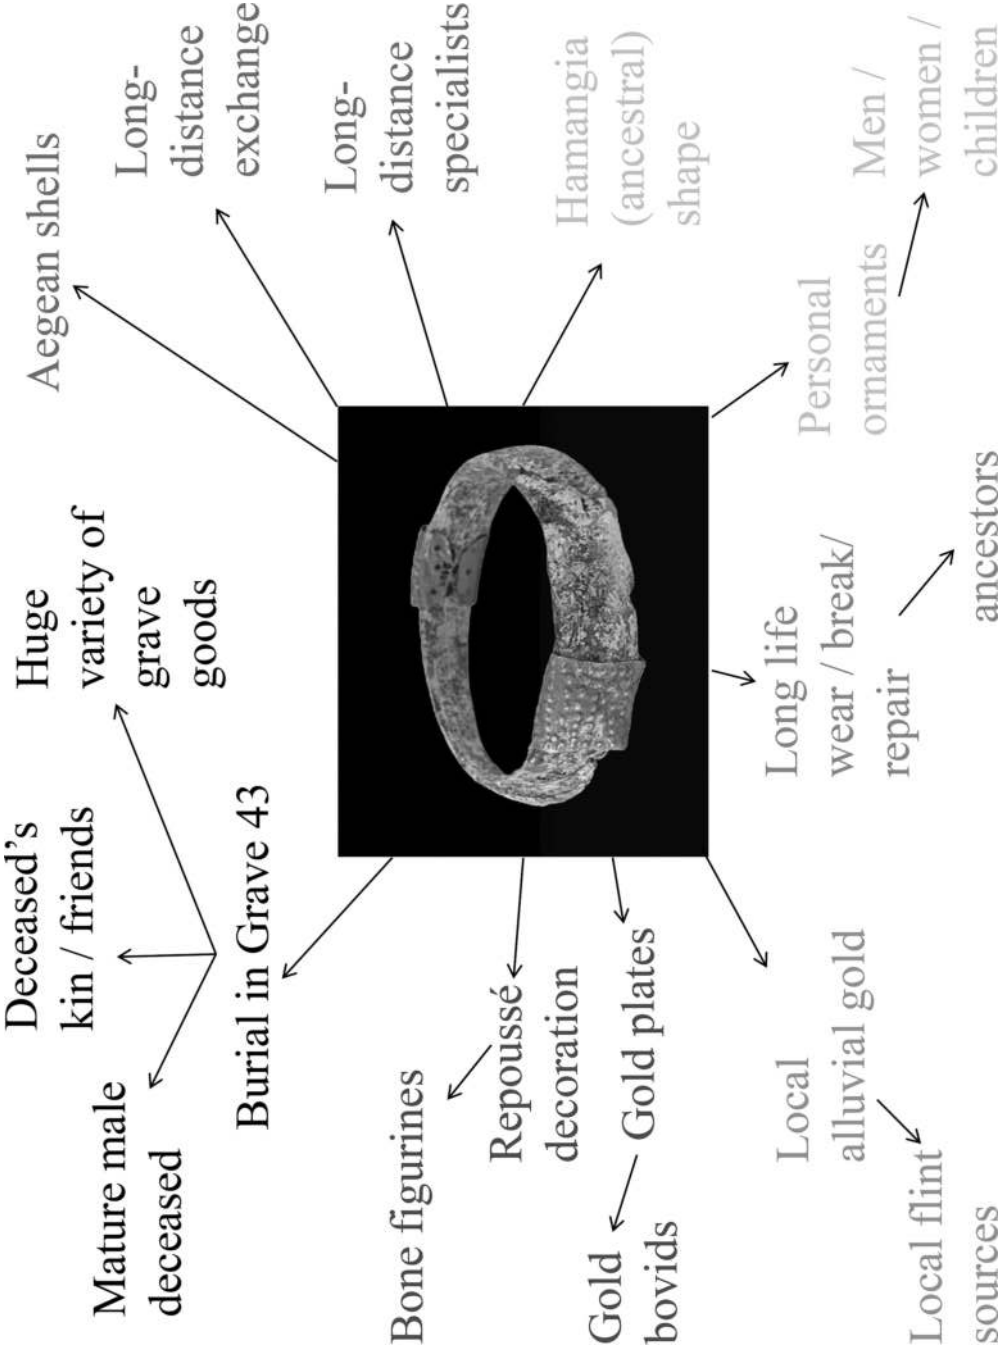 Mature male
deceased
Deceased's
kin / friends
Huge
variety of
grave
goods
Aegean shells
Burial in Grave 43
Long-
distance
exchange
Long-
distance
specialists
Hamangia
(ancestral)
shape
Bone figurines
Repoussé
decoration
Gold plates
Gold
bovids
Local
alluvial gold
Local flint
sources
Long life
wear / break/
repair
ancestors
Personal
ornaments
Men /
women /
children